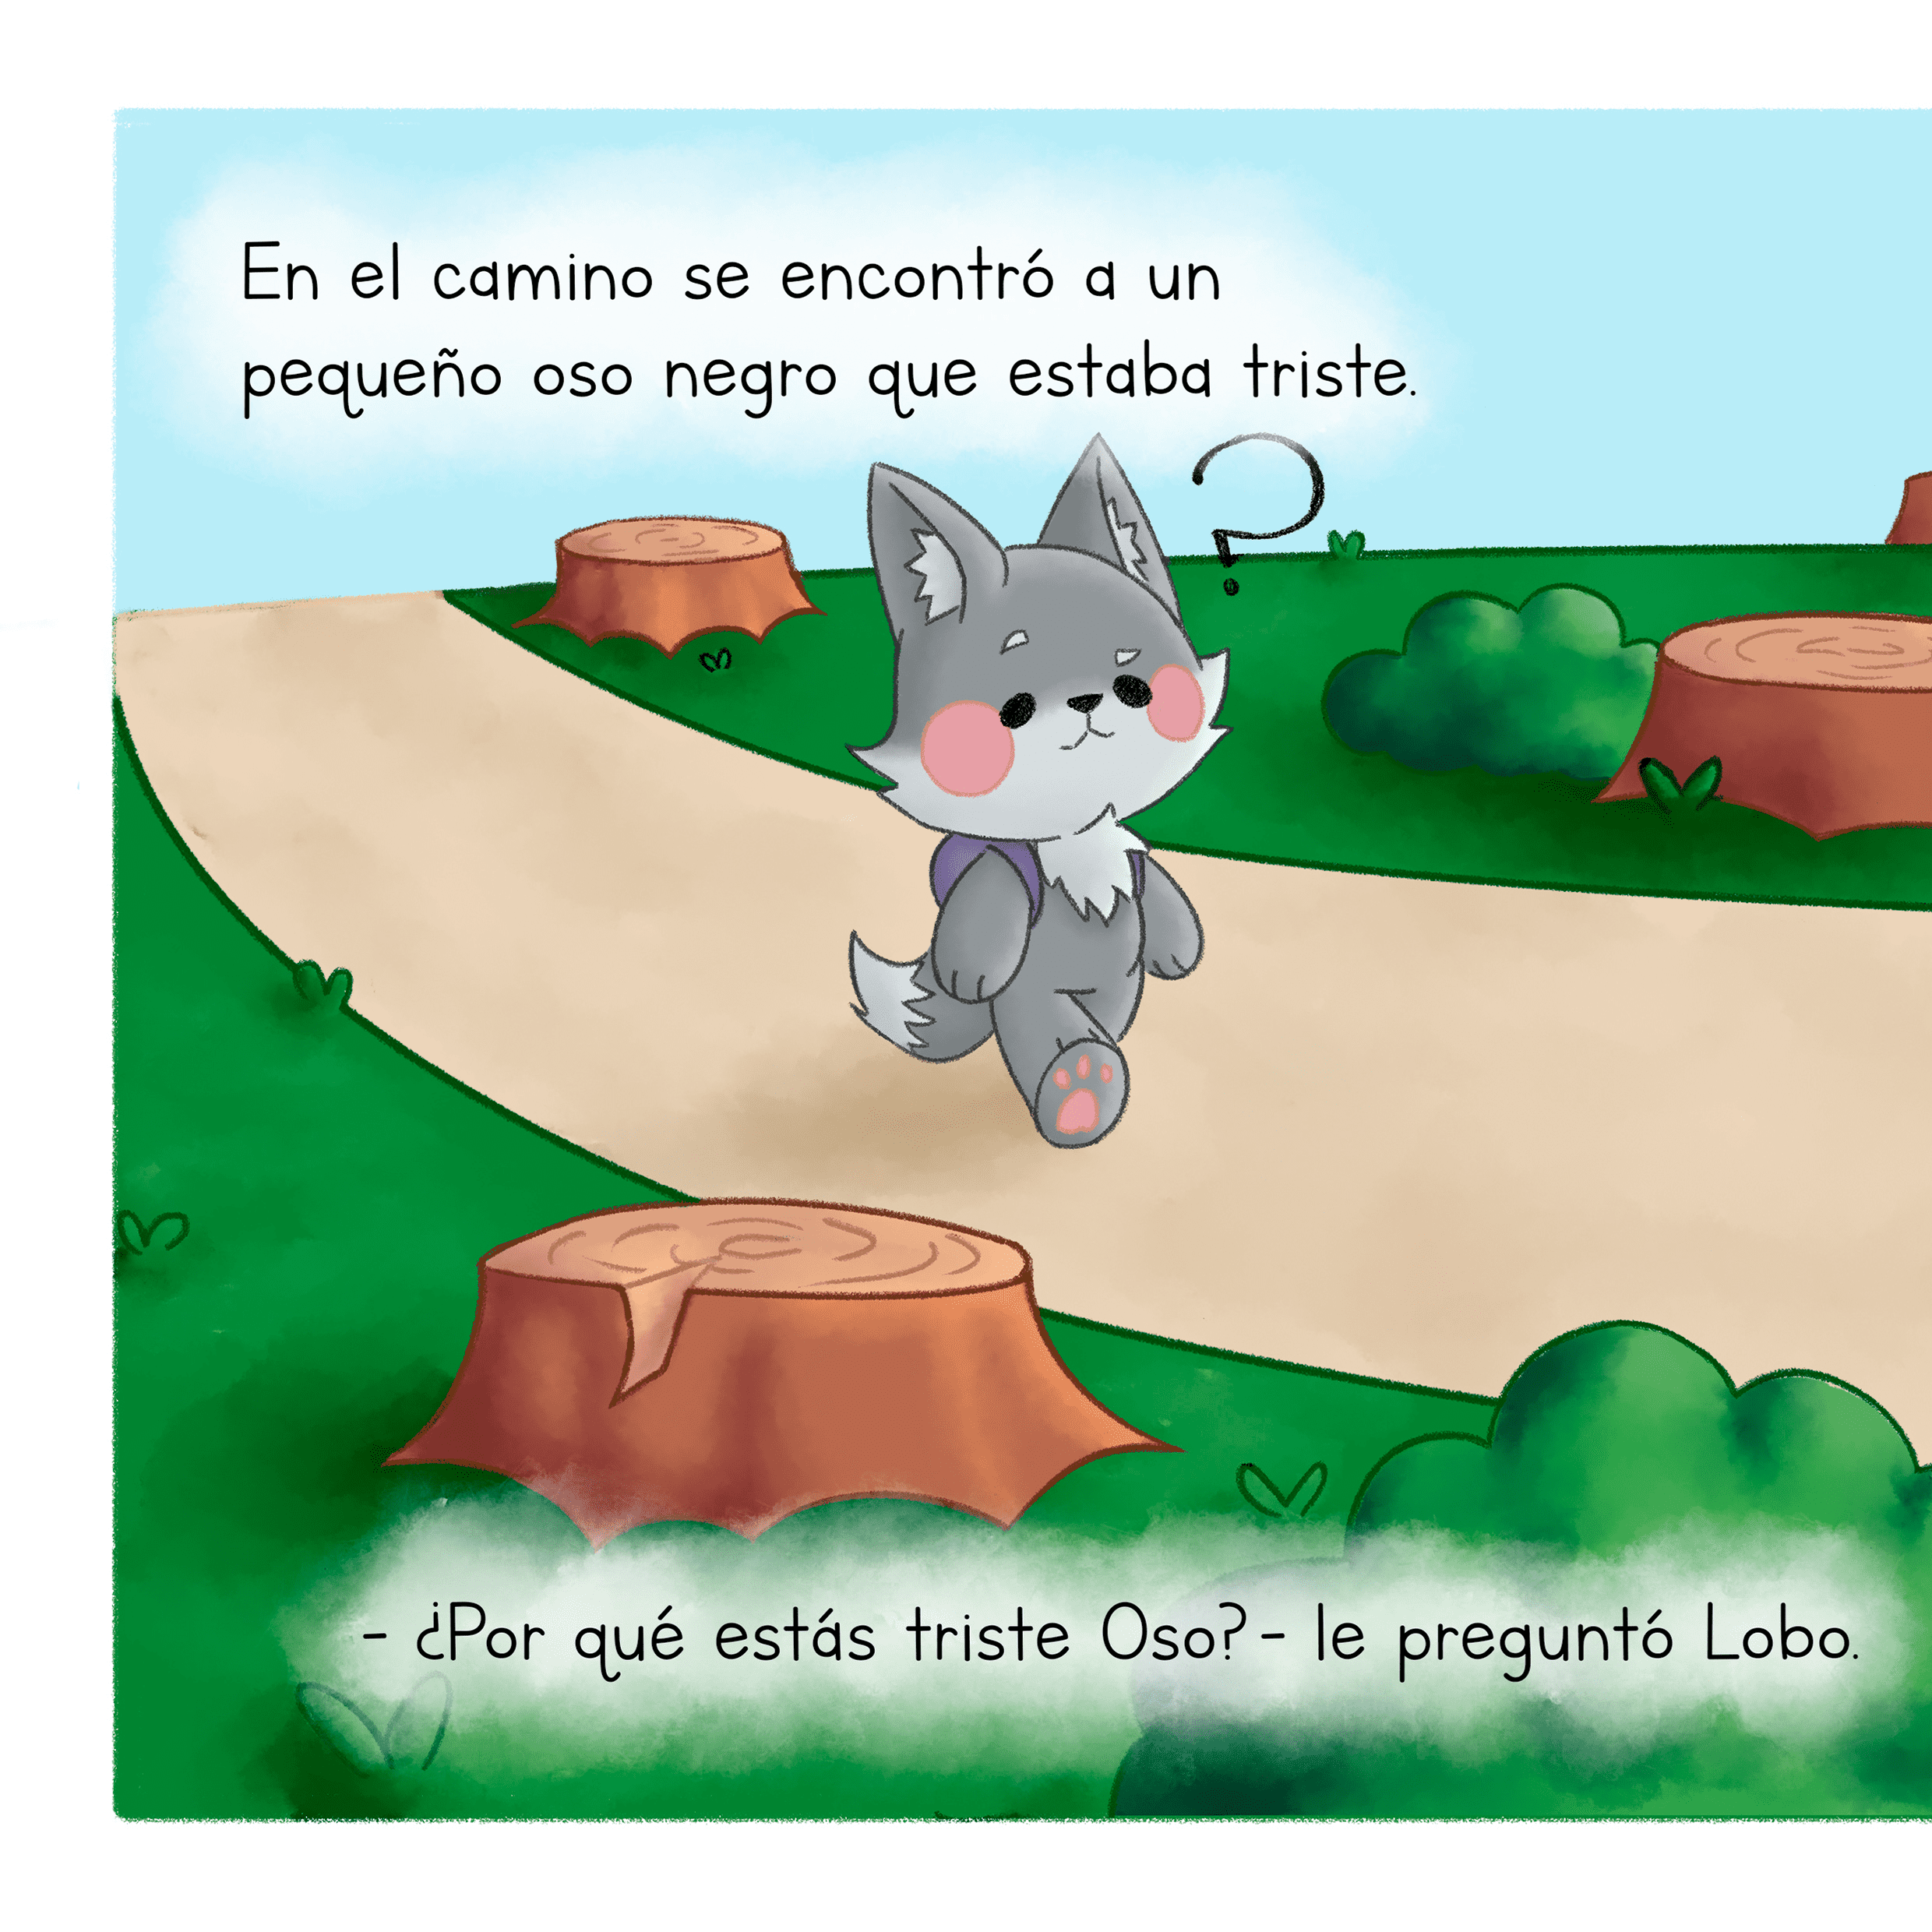 En el camino se encontró a un
pequeño oso negro que estaba triste.
?
- ¿Por qué estás triste Oso?- le preguntó Lobo.